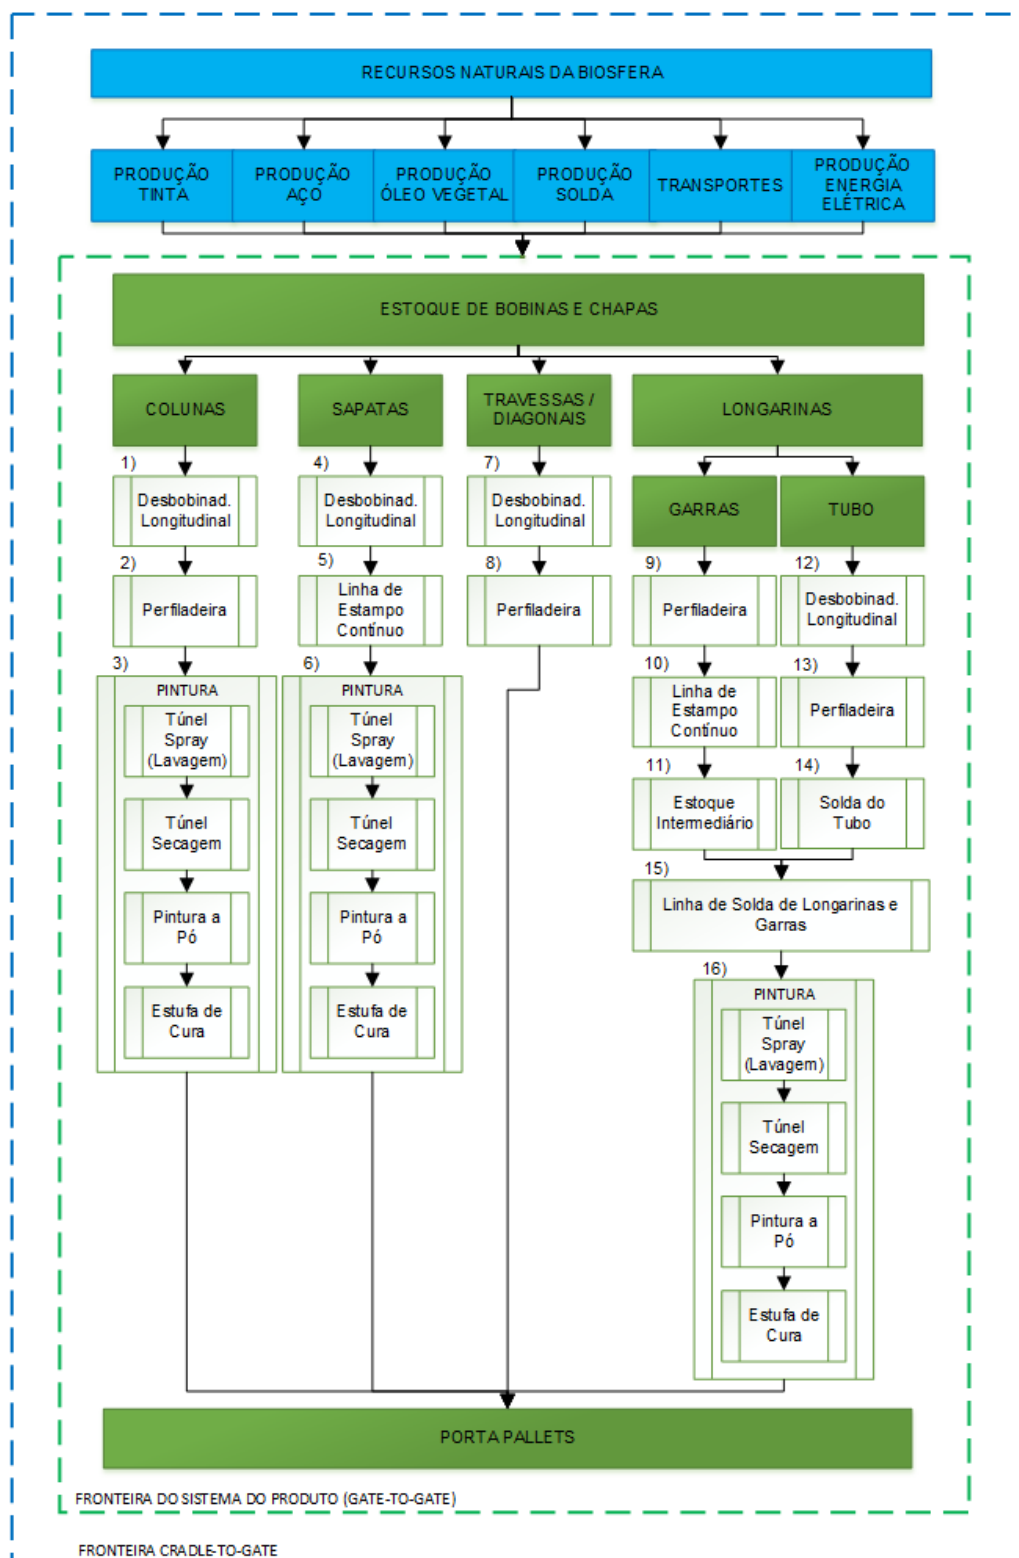 RECURSOS NATURAIS DA BIOSFERA
PRODUÇÃO
TINTA
PRODUÇÃO
AÇO
PRODUÇÃO
ÓLEO VEGETAL
PRODUÇÃO
SOLDA
TRANSPORTES
PRODUÇÃO
ENERGIA
ELÉTRICA
ESTOQUE DE BOBINAS E CHAPAS
COLUNAS
1)
Desbobinad.
Longitudinal
2)
Perfiladeira
3)
PINTURA
Túnel
Spray
(Lavagem)
Túnel
Secagem
Pintura a
Pó
Estufa de
Cura
SAPATAS
4)
Desbobinad.
Longitudinal
5)
Linha de
Estampo
Contínuo
6)
PINTURA
Túnel
Spray
(Lavagem)
Túnel
Secagem
Pintura a
Pó
Estufa de
Cura
TRAVESSAS /
DIAGONAIS
7)
Desbobinad.
Longitudinal
8)
Perfiladeira
LONGARINAS
GARRAS
9)
Perfiladeira
10)
Linha de
Estampo
Contínuo
11)
Estoque
Intermediário
TUBO
12)
Desbobinad.
Longitudinal
13)
Perfiladeira
14)
Solda do
Tubo
15)
Linha de Solda de Longarinas e
Garras
16)
PINTURA
Túnel
Spray
(Lavagem)
Túnel
Secagem
Pintura a
Pó
Estufa de
Cura
PORTA PALLETS
FRONTEIRA DO SISTEMA DO PRODUTO (GATE-TO-GATE)
FRONTEIRA CRADLE-TO-GATE